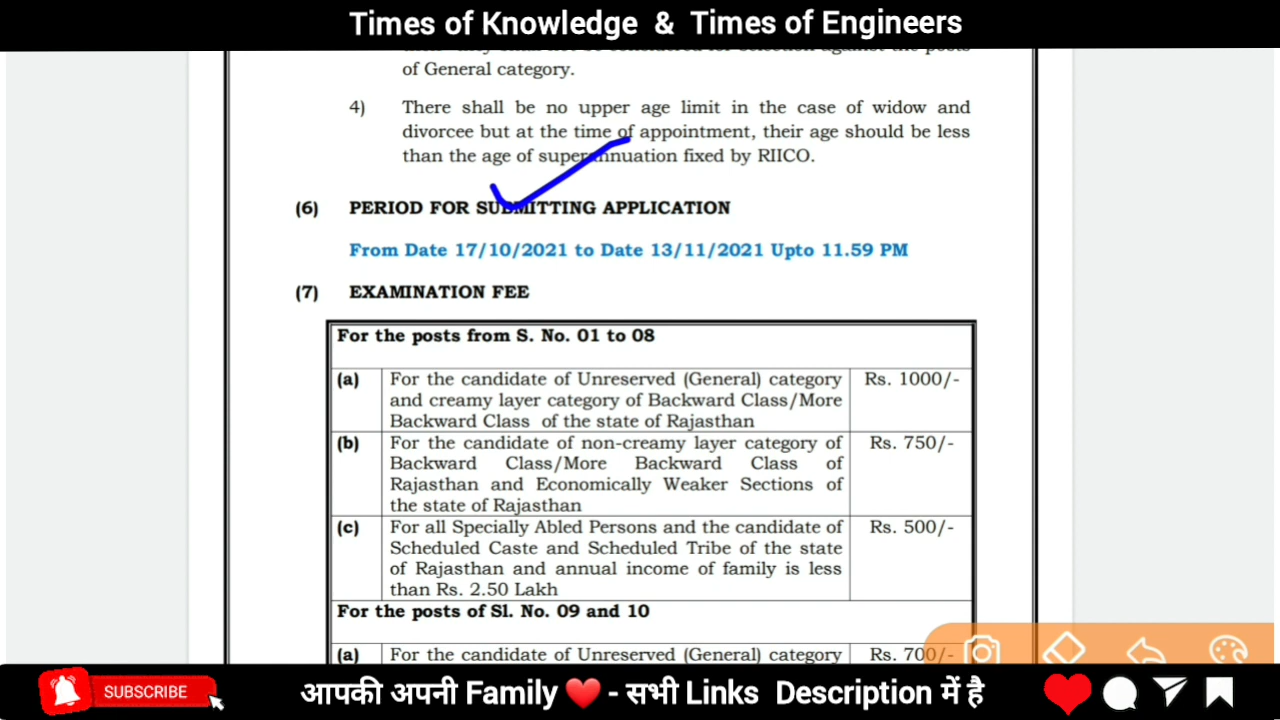 Times of Knowledge & Times of Engineers
of General category.
4) There shall be no upper age limit in the case of widow and
divorcee but at the time of appointment, their age should be less
than the age of superannuation fixed by RIICO.
(6) PERIOD FOR SUBMITTING APPLICATION
From Date 17/10/2021 to Date 13/11/2021 Upto 11.59 PM
(7) EXAMINATION FEE
For the posts from S. No. 01 to 08
(a) For the candidate of Unreserved (General) category Rs. 1000/-
and creamy layer category of Backward Class/More
Backward Class of the state of Rajasthan
(b) For the candidate of non-creamy layer category of Rs. 750/-
Backward Class/More Backward Class of
Rajasthan and Economically Weaker Sections of
the state of Rajasthan
(c) For all Specially Abled Persons and the candidate of Rs. 500/-
Scheduled Caste and Scheduled Tribe of the state
of Rajasthan and annual income of family is less
than Rs. 2.50 Lakh
For the posts of Sl. No. 09 and 10
(a) For the candidate of Unreserved (General) category Rs. 700/-
SUBSCRIBE
आपकी अपनी Family ❤️ - सभी Links Description में है